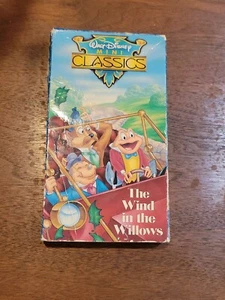 Walt Disney
MINI
CLASSICS
The
Wind
in the
Willows